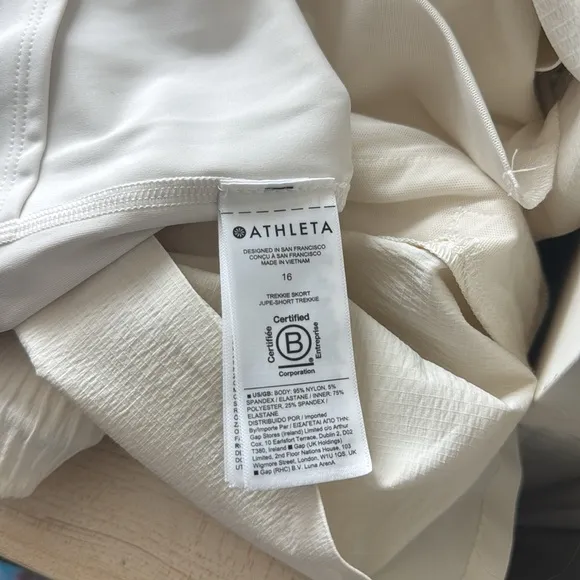 ATHLETA
DESIGNED IN SAN FRANCISCO
CONÇU À SAN FRANCISCO
MADE IN VIETNAM
16
TREKKIE SKORT
JUPE-SHORT TREKKIE
Certified
Certifiée
B
Entreprise
Corporation
■ US/GB: BODY: 95% NYLON, 5%
SPANDEX / ELASTANE / INNER: 75%
POLYESTER, 25% SPANDEX /
ELASTANE
DISTRIBUIDO POR / Imported
By/Importe Par / ΕΙΣΑΓΕΤΑΙ ΑΠΟ ΤΗΝ:
Gap Stores (Ireland) Limited c/o Arthur
Cox, 10 Earlsfort Terrace, Dublin 2, D02
T380, Ireland ■ Gap (UK Holdings)
Limited, 2nd Floor Nations House, 103
Wigmore Street, London, W1U 1QS, UK
■ Gap (RHC) B.V. Luna Arena